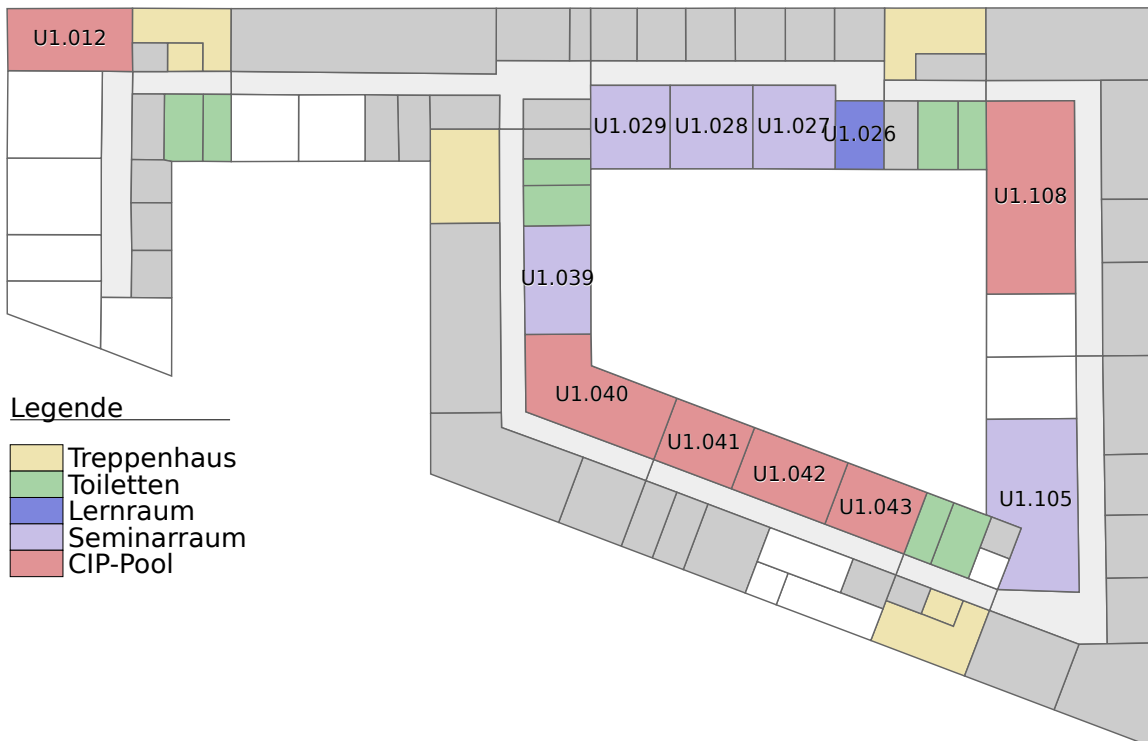 U1.012
U1.029
U1.028
U1.027
U1.026
U1.108
U1.039
U1.040
U1.041
U1.042
U1.043
U1.105
Legende
Treppenhaus
Toiletten
Lernraum
Seminarraum
CIP-Pool